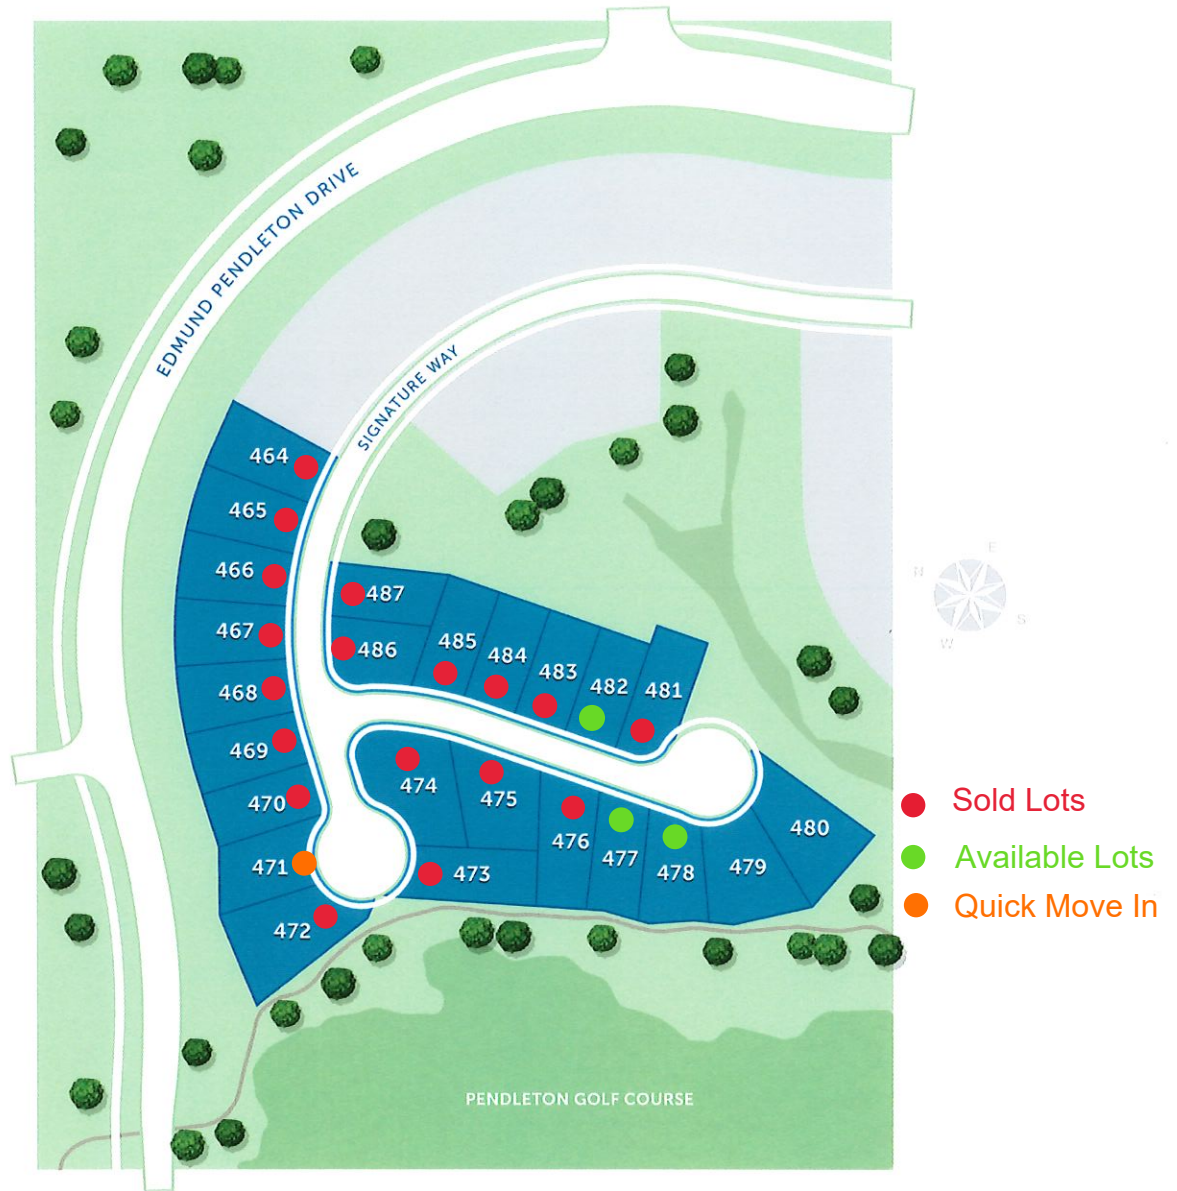 EDMUND PENDLETON DRIVE
SIGNATURE WAY
464
465
466
467
468
469
470
471
472
487
486
485
484
483
482
481
474
475
476
477
478
479
480
473
E
N
S
W
Sold Lots
Available Lots
Quick Move In
PENDLETON GOLF COURSE